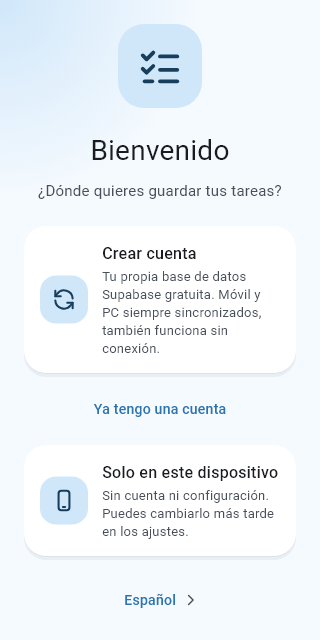 Bienvenido
¿Dónde quieres guardar tus tareas?
Crear cuenta
Tu propia base de datos
Supabase gratuita. Móvil y
PC siempre sincronizados,
también funciona sin
conexión.
Ya tengo una cuenta
Solo en este dispositivo
Sin cuenta ni configuración.
Puedes cambiarlo más tarde
en los ajustes.
Español